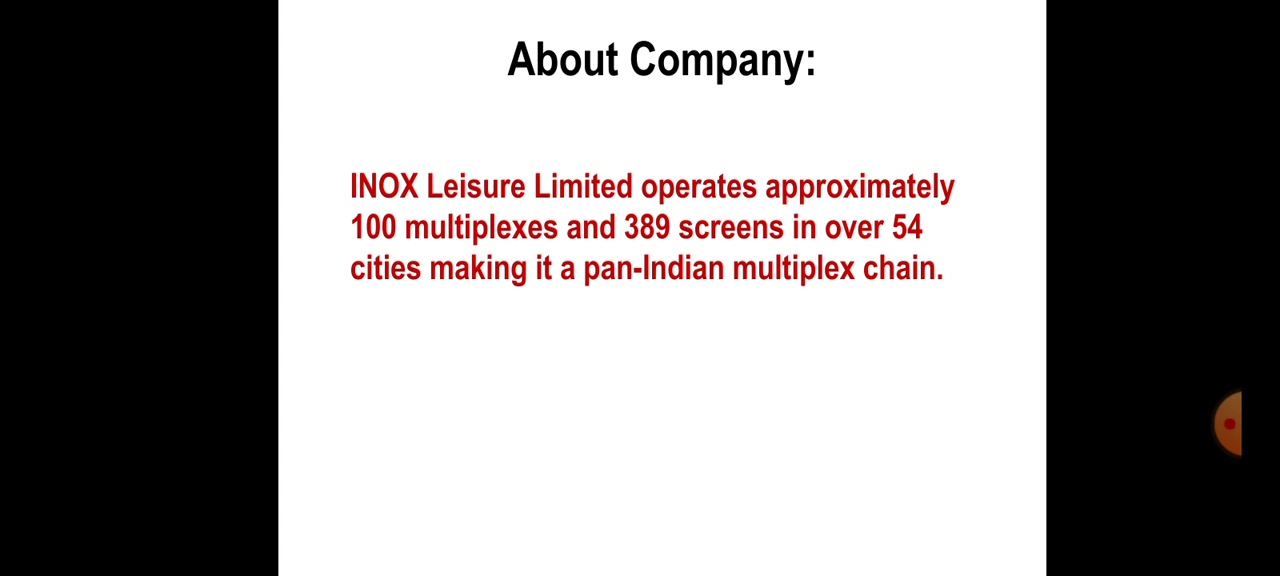 About Company:
INOX Leisure Limited operates approximately
100 multiplexes and 389 screens in over 54
cities making it a pan-Indian multiplex chain.